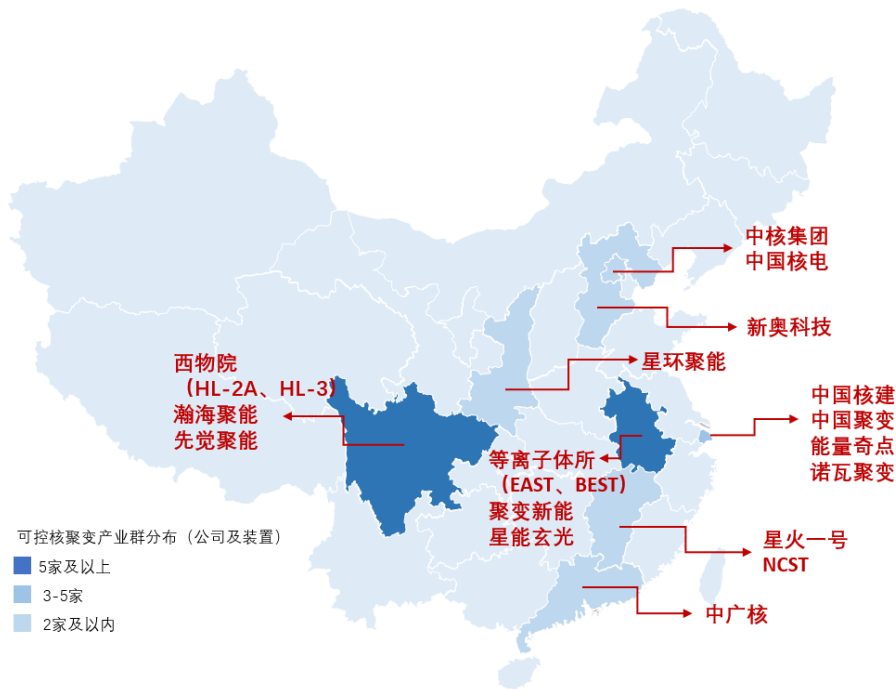 中核集团
中国核电
新奥科技
星环聚能
西物院
（HL-2A、HL-3）
瀚海聚能
先觉聚能
中国核建
中国聚变
能量奇点
诺瓦聚变
等离子体所
（EAST、BEST）
聚变新能
星能玄光
星火一号
NCST
中广核
可控核聚变产业群分布（公司及装置）
5家及以上
3-5家
2家及以内